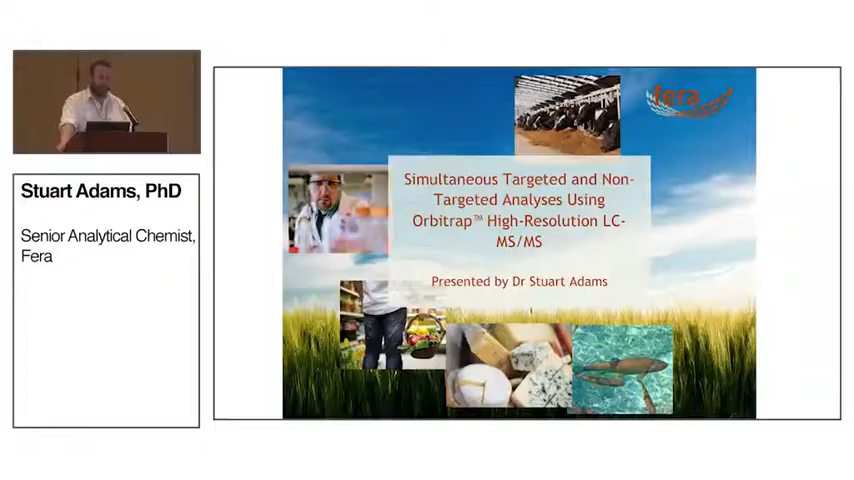 Stuart Adams, PhD
Senior Analytical Chemist,
Fera
fera
Simultaneous Targeted and Non-
Targeted Analyses Using
Orbitrap™ High-Resolution LC-
MS/MS
Presented by Dr Stuart Adams